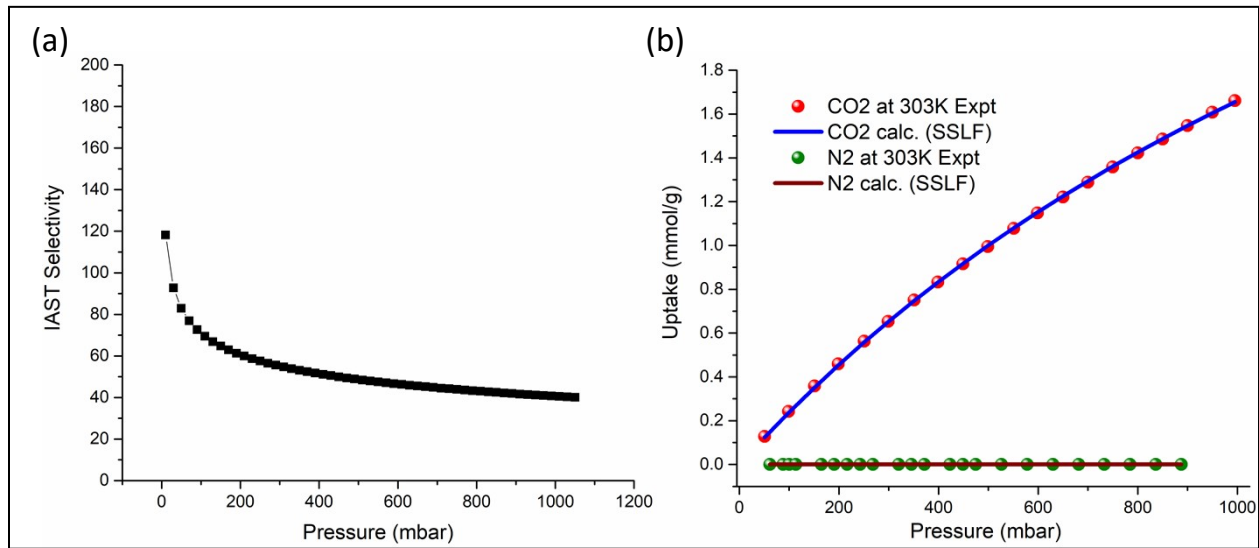 (a)
200
180
160
140
120
100
80
60
40
20
0
IAST Selectivity
0 200 400 600 800 1000 1200
Pressure (mbar)
(b)
1.8
1.6
1.4
1.2
1.0
0.8
0.6
0.4
0.2
0.0
Uptake (mmol/g)
CO2 at 303K Expt
CO2 calc. (SSLF)
N2 at 303K Expt
N2 calc. (SSLF)
0 200 400 600 800 1000
Pressure (mbar)